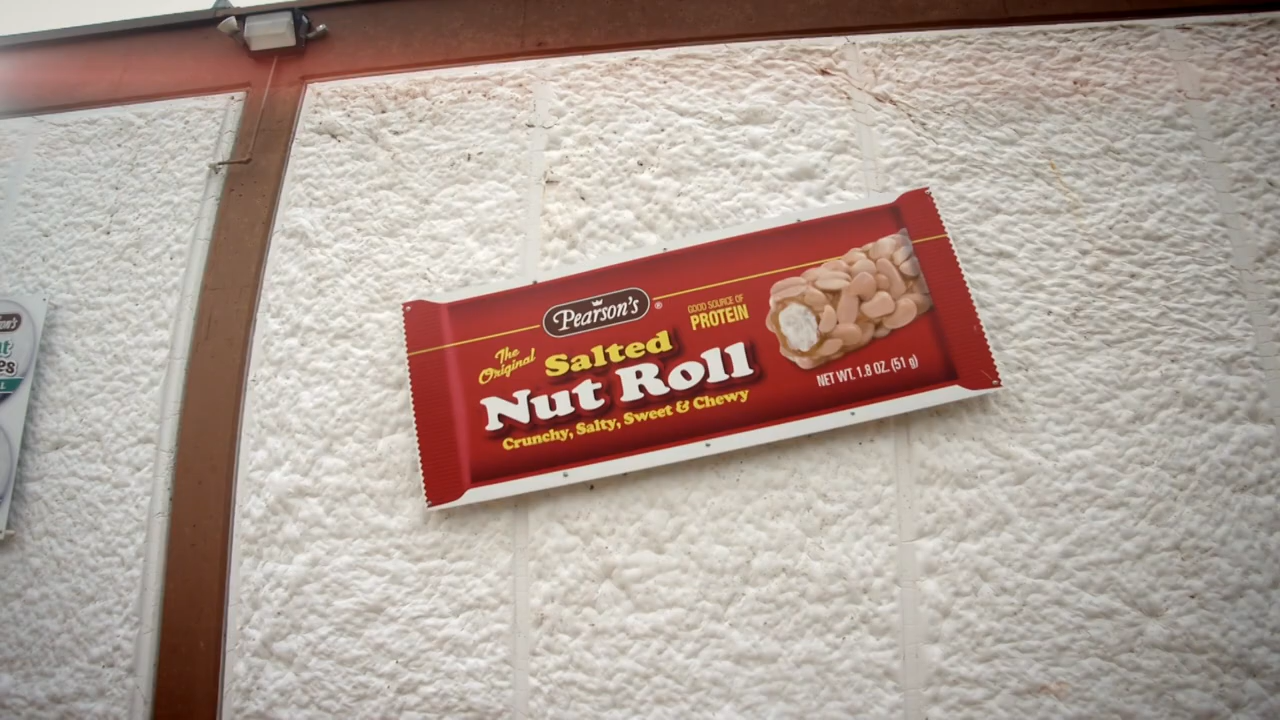 Pearson's®
The Original
Salted
Nut Roll
Crunchy, Salty, Sweet & Chewy
GOOD SOURCE OF
PROTEIN
NET WT. 1.8 OZ. (51 g)